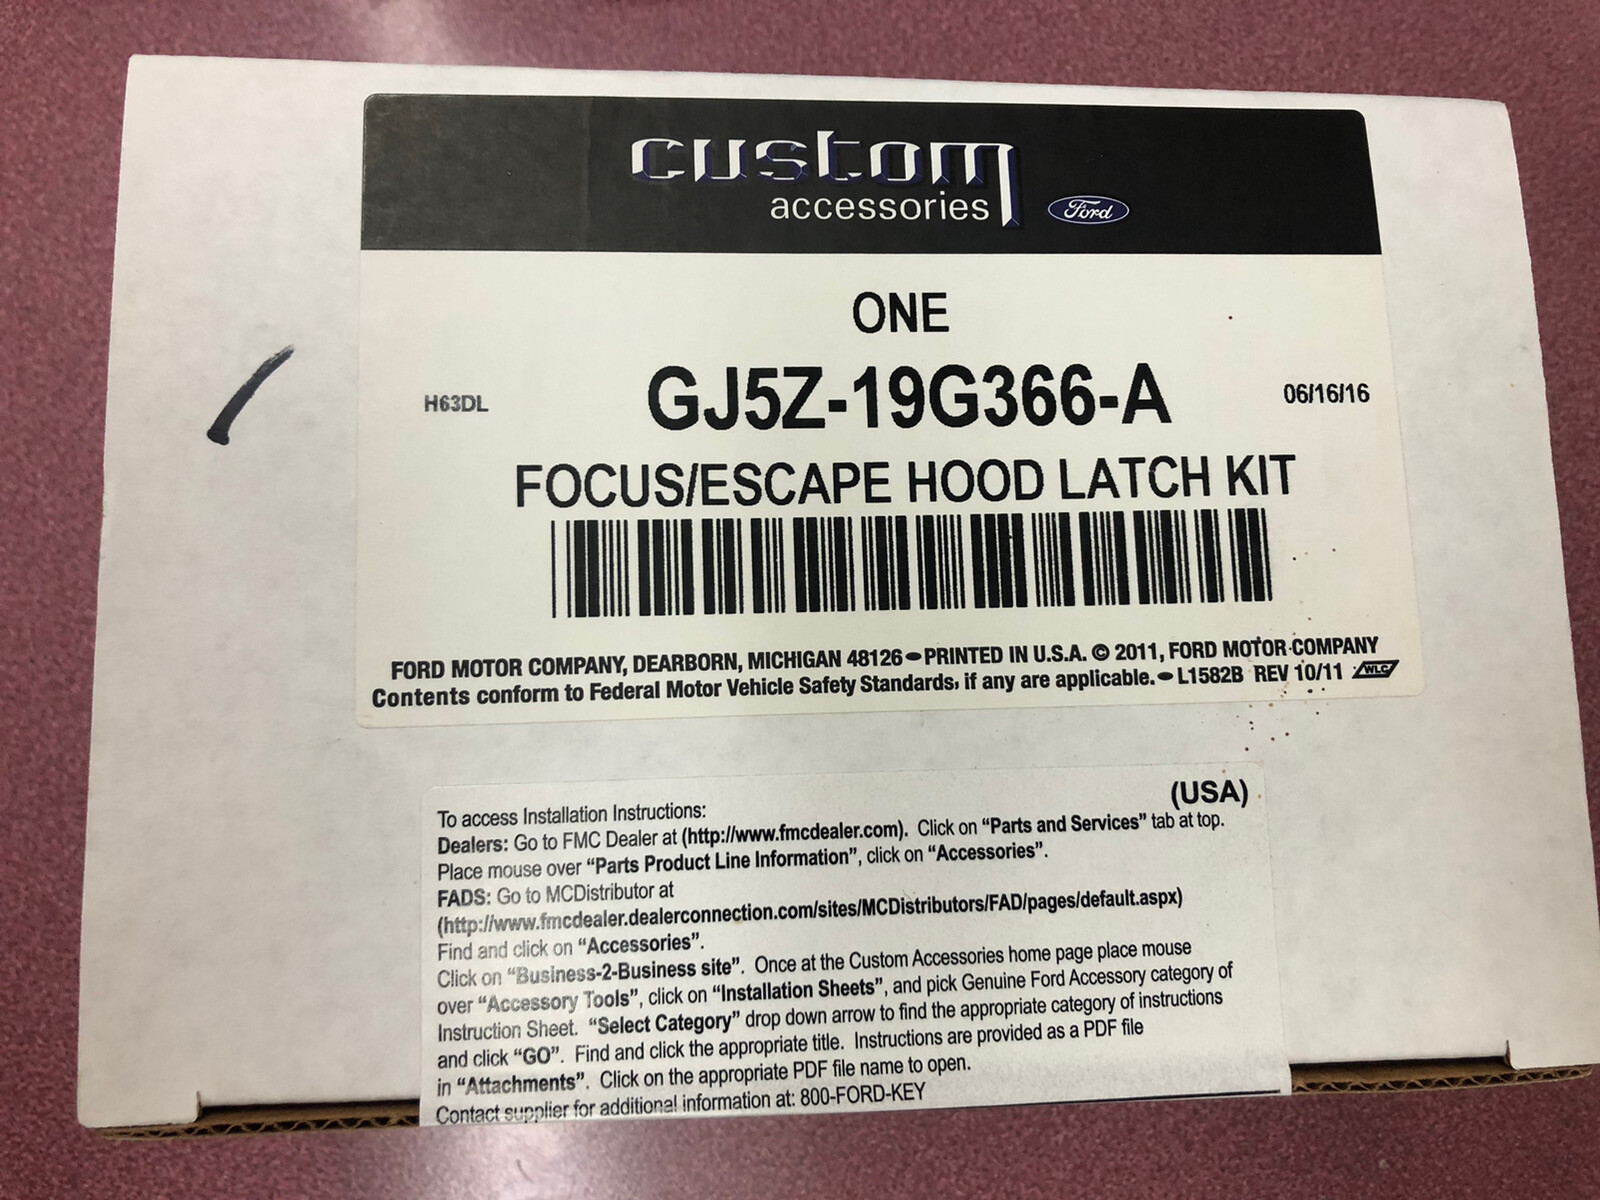 custom
accessories
Ford
ONE
H63DL GJ5Z-19G366-A 06/16/16
FOCUS/ESCAPE HOOD LATCH KIT
FORD MOTOR COMPANY, DEARBORN, MICHIGAN 48126 • PRINTED IN U.S.A. © 2011, FORD MOTOR COMPANY
Contents conform to Federal Motor Vehicle Safety Standards, if any are applicable. • L1582B REV 10/11 WLC
(USA)
To access Installation Instructions:
Dealers: Go to FMC Dealer at (http://www.fmcdealer.com). Click on “Parts and Services” tab at top.
Place mouse over “Parts Product Line Information”, click on “Accessories”.
FADS: Go to MCDistributor at
(http://www.fmcdealer.dealerconnection.com/sites/MCDistributors/FAD/pages/default.aspx)
Find and click on “Accessories”.
Click on “Business-2-Business site”. Once at the Custom Accessories home page place mouse
over “Accessory Tools”, click on “Installation Sheets”, and pick Genuine Ford Accessory category of
Instruction Sheet. “Select Category” drop down arrow to find the appropriate category of instructions
and click “GO”. Find and click the appropriate title. Instructions are provided as a PDF file
in “Attachments”. Click on the appropriate PDF file name to open.
Contact supplier for additional information at: 800-FORD-KEY